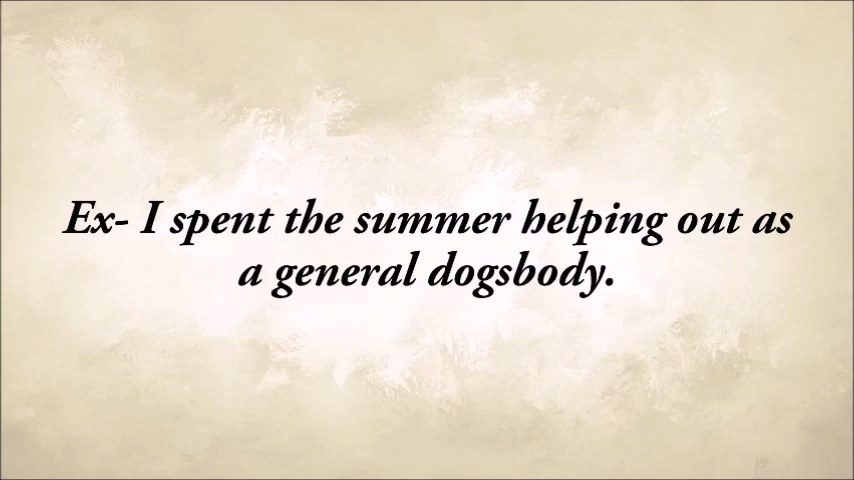 Ex- I spent the summer helping out as
a general dogsbody.